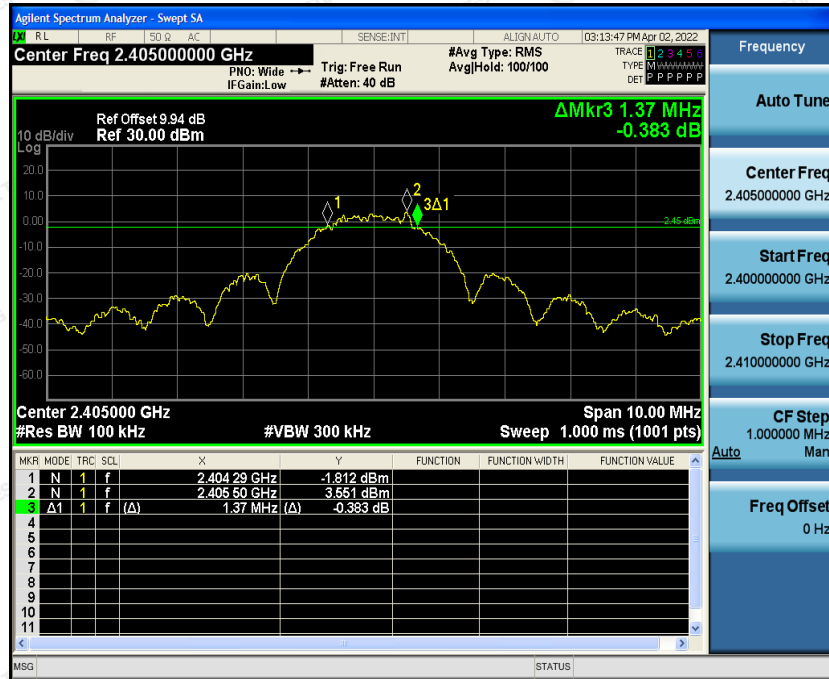 Agilent Spectrum Analyzer - Swept SA
LXI RL RF 50 Ω AC SENSE:INT ALIGN AUTO 03:13:47 PM Apr 02, 2022
Center Freq 2.405000000 GHz
PNO: Wide
IFGain:Low
Trig: Free Run
#Atten: 40 dB
#Avg Type: RMS
Avg|Hold: 100/100
TRACE 1 2 3 4 5 6
TYPE M WWWWW
DET P P P P P P
ΔMkr3 1.37 MHz
-0.383 dB
Ref Offset 9.94 dB
10 dB/div Ref 30.00 dBm
Log
20.0
10.0
0.00
-10.0
-20.0
-30.0
-40.0
-50.0
-60.0
1
2
3Δ1
-2.45 dBm
Center 2.405000 GHz Span 10.00 MHz
#Res BW 100 kHz #VBW 300 kHz Sweep 1.000 ms (1001 pts)
MKR MODE TRC SCL X Y FUNCTION FUNCTION WIDTH FUNCTION VALUE
1 N 1 f 2.404 29 GHz -1.812 dBm
2 N 1 f 2.405 50 GHz 3.551 dBm
3 Δ1 1 f (Δ) 1.37 MHz (Δ) -0.383 dB
4
5
6
7
8
9
10
11
MSG STATUS
Frequency
Auto Tune
Center Freq
2.405000000 GHz
Start Freq
2.400000000 GHz
Stop Freq
2.410000000 GHz
CF Step
1.000000 MHz
Auto Man
Freq Offset
0 Hz